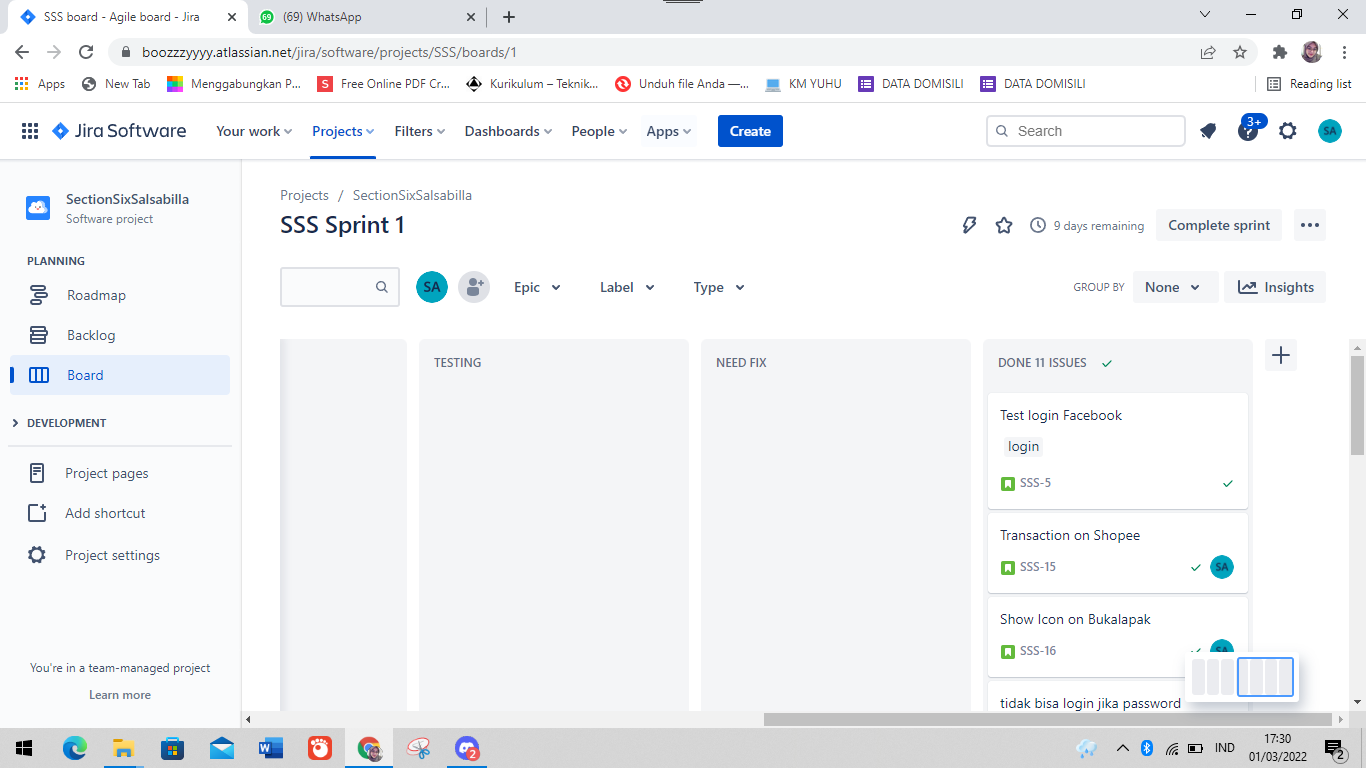 SSS board - Agile board - Jira
69
(69) WhatsApp
boozzzyyyy.atlassian.net/jira/software/projects/SSS/boards/1
Apps
New Tab
Menggabungkan P...
S
Free Online PDF Cr...
Kurikulum – Teknik...
Unduh file Anda —...
KM YUHU
DATA DOMISILI
DATA DOMISILI
Reading list
Jira Software
Your work
Projects
Filters
Dashboards
People
Apps
Create
Search
3+
SA
SectionSixSalsabilla
Software project
PLANNING
Roadmap
Backlog
Board
DEVELOPMENT
Project pages
Add shortcut
Project settings
You're in a team-managed project
Learn more
Projects / SectionSixSalsabilla
SSS Sprint 1
9 days remaining
Complete sprint
SA
Epic
Label
Type
GROUP BY
None
Insights
TESTING
NEED FIX
DONE 11 ISSUES
Test login Facebook
login
SSS-5
Transaction on Shopee
SSS-15
SA
Show Icon on Bukalapak
SSS-16
SA
tidak bisa login jika password
2
IND
17:30
01/03/2022
2